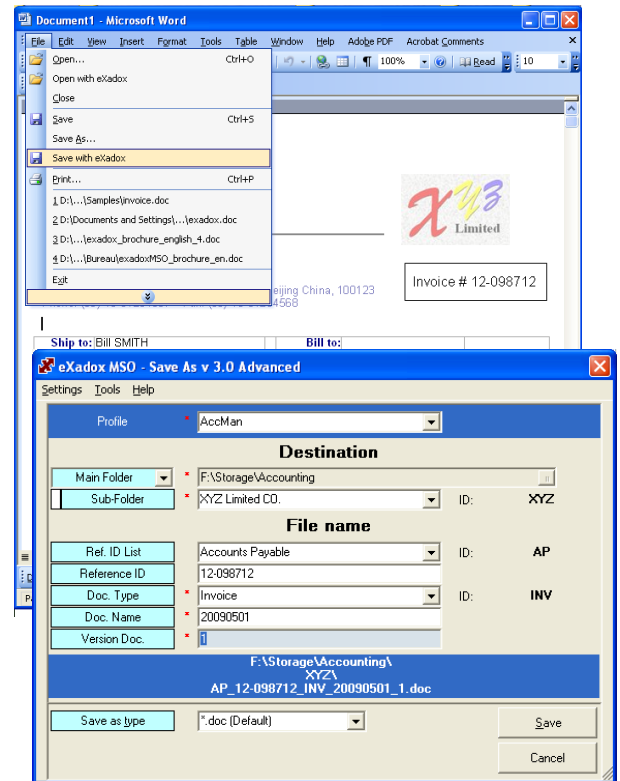 Document1 - Microsoft Word
File Edit View Insert Format Tools Table Window Help Adobe PDF Acrobat Comments
Open... Ctrl+O
100% Read 10
Open with eXadox
Close
Save Ctrl+S
Save As...
Save with eXadox
Print... Ctrl+P
1 D:\...\Samples\invoice.doc
2 D:\Documents and Settings\...\exadox.doc
3 D:\...\exadox_brochure_english_4.doc
4 D:\...\Bureau\exadoxMSO_brochure_en.doc
Exit
XYZ
Limited
Invoice # 12-098712
eijing China, 100123
4568
Ship to: Bill SMITH Bill to:
eXadox MSO - Save As v 3.0 Advanced
Settings Tools Help
Profile * AccMan
Destination
Main Folder * F:\Storage\Accounting
Sub-Folder * XYZ Limited CO. ID: XYZ
File name
Ref. ID List Accounts Payable ID: AP
Reference ID 12-098712
Doc. Type * Invoice ID: INV
Doc. Name * 20090501
Version Doc. * 1
F:\Storage\Accounting\
XYZ\
AP_12-098712_INV_20090501_1.doc
Save as type *.doc (Default) Save
Cancel